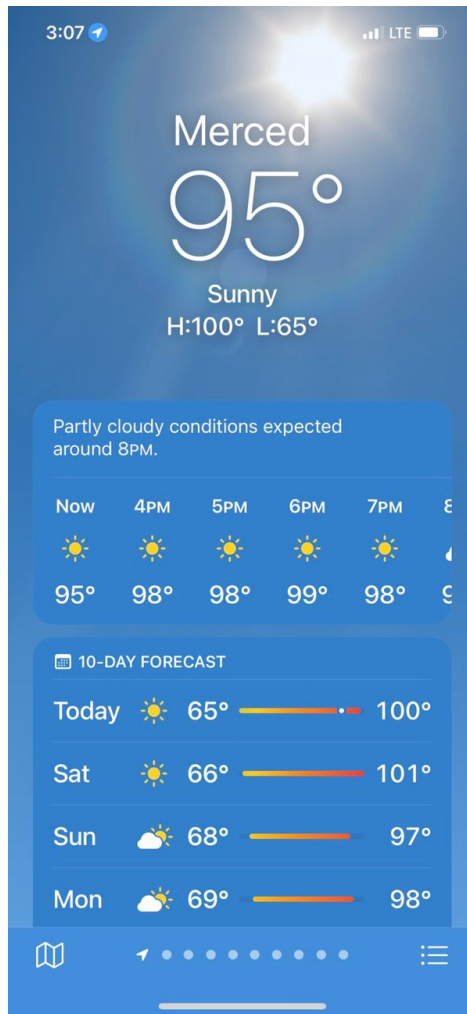 3:07 LTE
Merced
95°
Sunny
H:100° L:65°
Partly cloudy conditions expected
around 8PM.
Now 4PM 5PM 6PM 7PM
95° 98° 98° 99° 98°
10-DAY FORECAST
Today 65° 100°
Sat 66° 101°
Sun 68° 97°
Mon 69° 98°